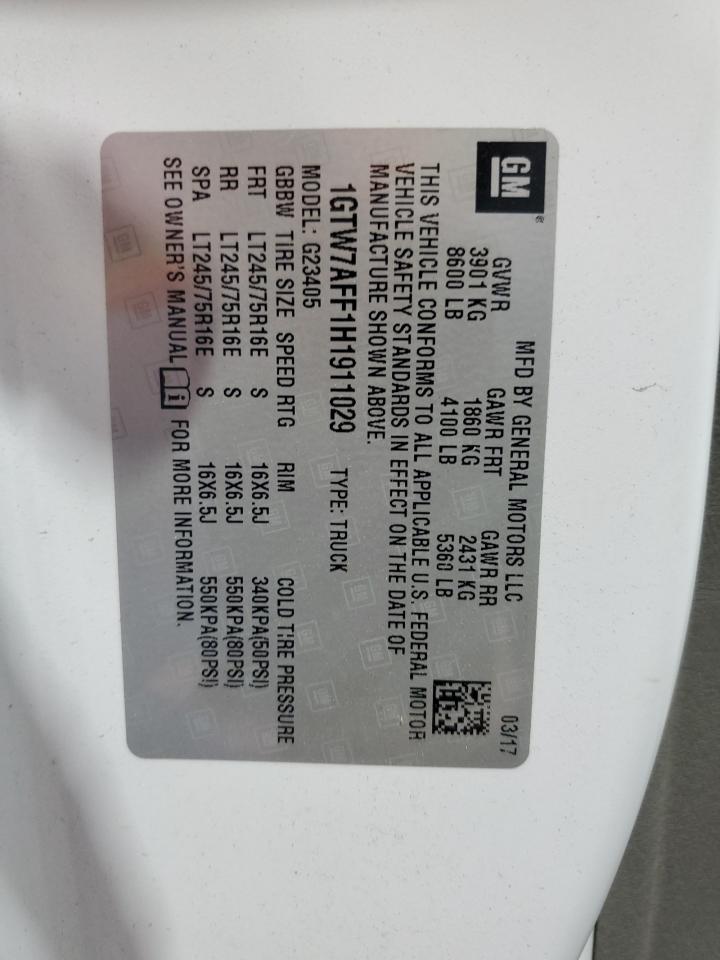 GM®
MFD BY GENERAL MOTORS LLC 03/17
GVWR GAWR FRT GAWR RR
3901 KG 1860 KG 2431 KG
8600 LB 4100 LB 5360 LB
THIS VEHICLE CONFORMS TO ALL APPLICABLE U.S. FEDERAL MOTOR
VEHICLE SAFETY STANDARDS IN EFFECT ON THE DATE OF
MANUFACTURE SHOWN ABOVE.
1GTW7AFF1H1911029 TYPE: TRUCK
MODEL: G23405
GBBW TIRE SIZE SPEED RTG RIM COLD TIRE PRESSURE
FRT LT245/75R16E S 16X6.5J 340KPA(50PSI)
RR LT245/75R16E S 16X6.5J 550KPA(80PSI)
SPA LT245/75R16E S 16X6.5J 550KPA(80PSI)
SEE OWNER'S MANUAL i FOR MORE INFORMATION.